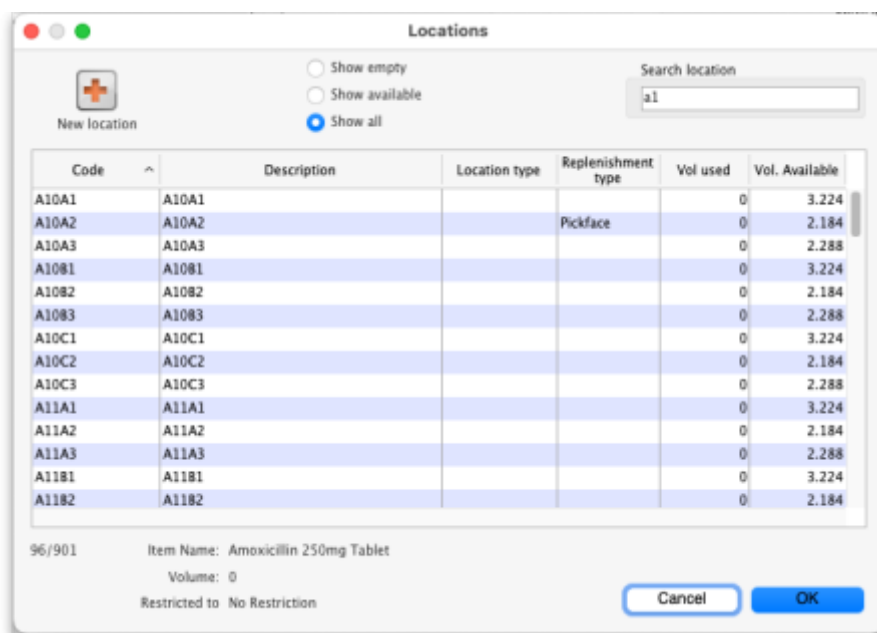 Locations
Show empty
Show available
Show all
New location
Search location
a1
Code Description Location type Replenishment type Vol used Vol. Available
A10A1 A10A1 0 3.224
A10A2 A10A2 Pickface 0 2.184
A10A3 A10A3 0 2.288
A10B1 A10B1 0 3.224
A10B2 A10B2 0 2.184
A10B3 A10B3 0 2.288
A10C1 A10C1 0 3.224
A10C2 A10C2 0 2.184
A10C3 A10C3 0 2.288
A11A1 A11A1 0 3.224
A11A2 A11A2 0 2.184
A11A3 A11A3 0 2.288
A11B1 A11B1 0 3.224
A11B2 A11B2 0 2.184
96/901 Item Name: Amoxicillin 250mg Tablet
Volume: 0
Restricted to No Restriction
Cancel OK